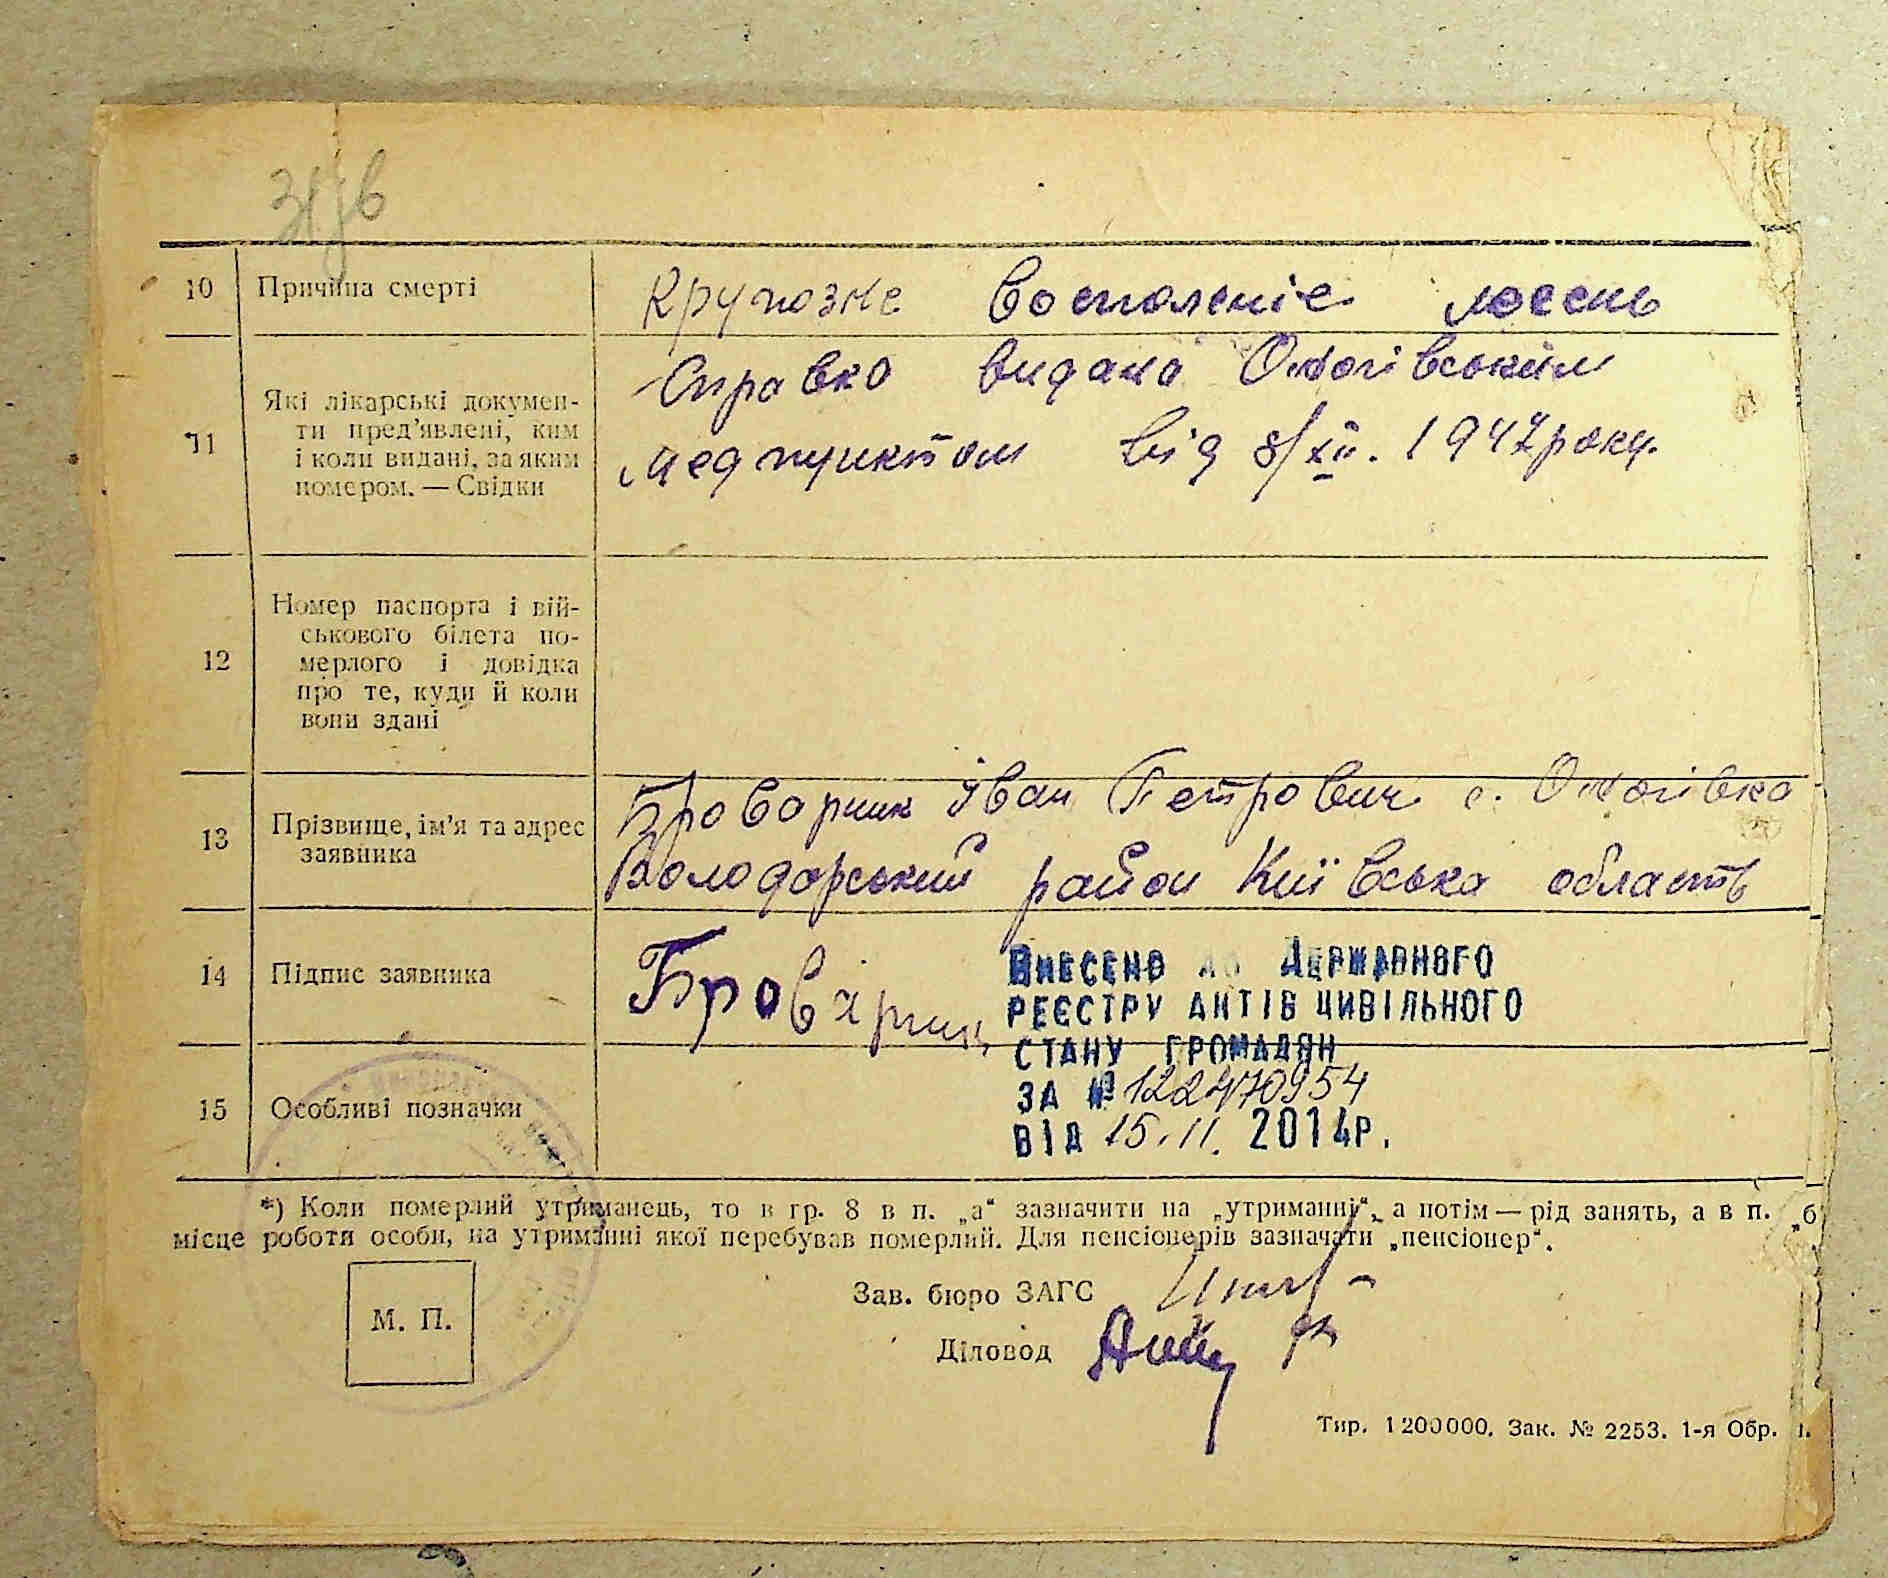 10 Причина смерті Крупозне воспаленіе лёгень
11 Які лікарські докумен-
ти пред'явлені, ким
і коли видані, за яким
номером. — Свідки
Справка видана Ожогівським
медпунктом від 8/XII. 1947 року.
12 Номер паспорта і вій-
ськового білета по-
мерлого і довідка
про те, куди й коли
вони здані
13 Прізвище, ім'я та адрес
заявника
Броварник Іван Петрович с. Ожогівка
Володарський район Київська область
14 Підпис заявника Броварник
Внесено до Державного
реєстру актів цивільного
стану громадян
за № 122470954
від 15.11. 2014р.
15 Особливі позначки
*) Коли померлий утриманець, то в гр. 8 в п. „а“ зазначити на „утриманні“, а потім — рід занять, а в п. „б
місце роботи особи, на утриманні якої перебував померлий. Для пенсіонерів зазначати „пенсіонер“.
Зав. бюро ЗАГС
М. П.
Діловод
Тир. 1200000. Зак. № 2253. 1-я Обр.